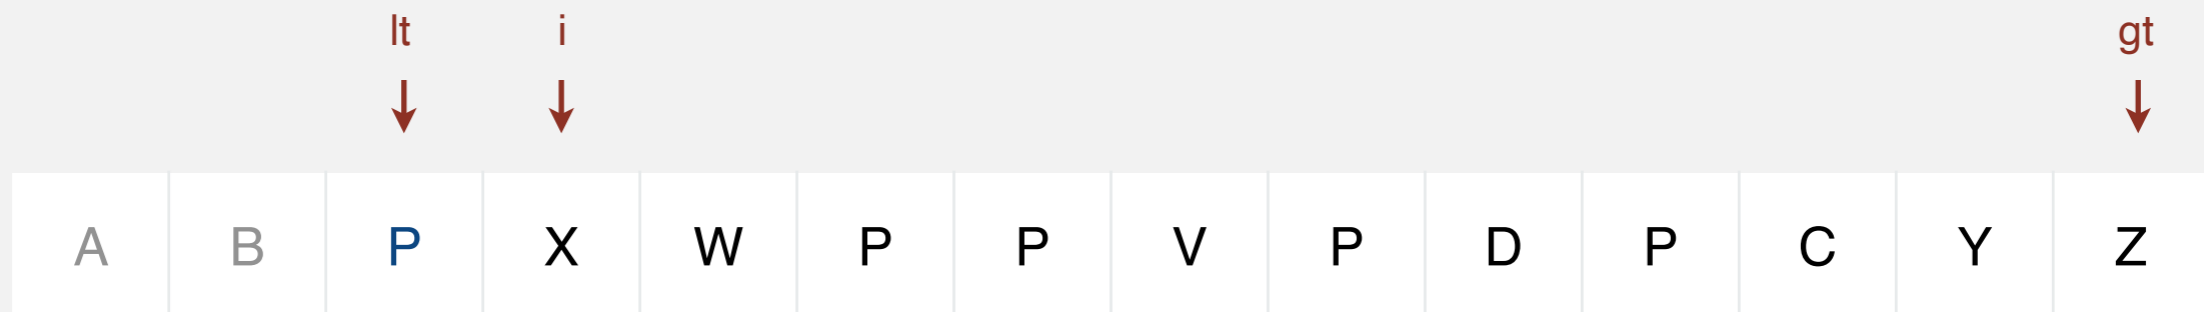 lt i gt
A B P X W P P V P D P C Y Z